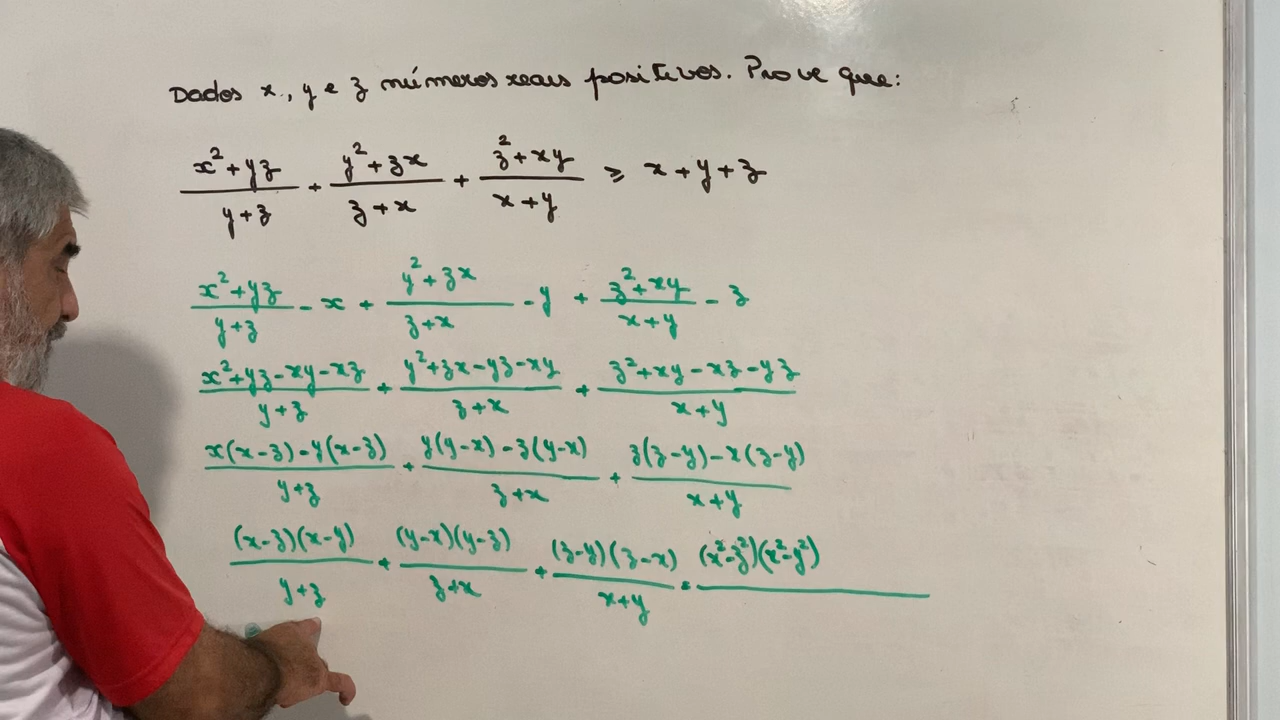 Dados x, y e z números reais positivos. Prove que:
(x²+yz)/(y+z) + (y²+zx)/(z+x) + (z²+xy)/(x+y) ≥ x+y+z
(x²+yz)/(y+z) - x + (y²+zx)/(z+x) - y + (z²+xy)/(x+y) - z
(x²+yz-xy-xz)/(y+z) + (y²+zx-yz-xy)/(z+x) + (z²+xy-xz-yz)/(x+y)
(x(x-z)-y(x-z))/(y+z) + (y(y-x)-z(y-x))/(z+x) + (z(z-y)-x(z-y))/(x+y)
((x-z)(x-y))/(y+z) + ((y-x)(y-z))/(z+x) + ((z-y)(z-x))/(x+y) = (x²-z²)(x²-y²)/